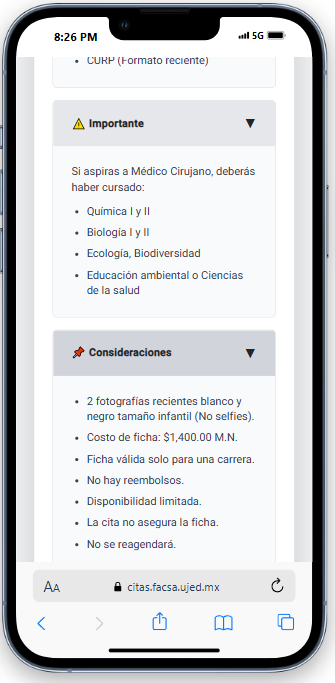 8:26 PM 5G
• CURP (Formato reciente)
⚠️ Importante ▼
Si aspiras a Médico Cirujano, deberás
haber cursado:
• Química I y II
• Biología I y II
• Ecología, Biodiversidad
• Educación ambiental o Ciencias
de la salud
📌 Consideraciones ▼
• 2 fotografías recientes blanco y
negro tamaño infantil (No selfies).
• Costo de ficha: $1,400.00 M.N.
• Ficha válida solo para una carrera.
• No hay reembolsos.
• Disponibilidad limitada.
• La cita no asegura la ficha.
• No se reagendará.
AA citas.facsa.ujed.mx